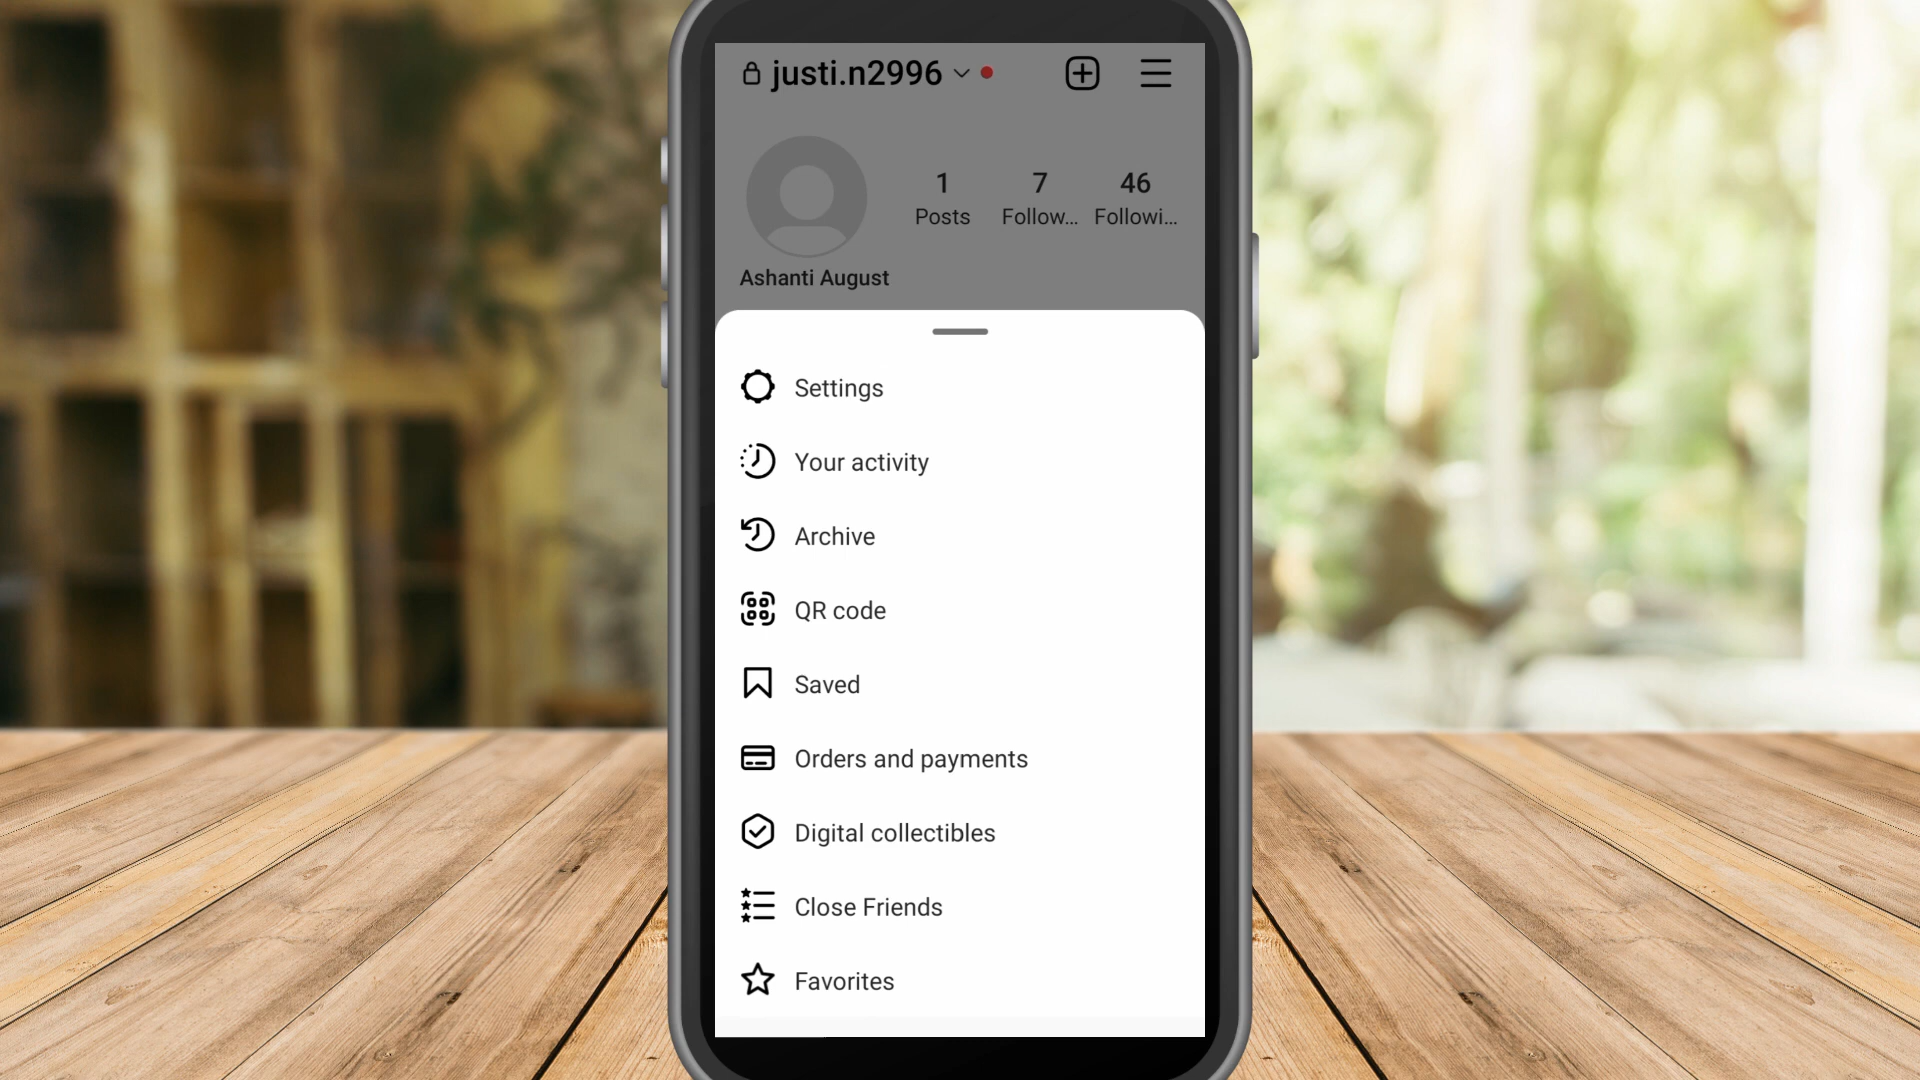 justi.n2996
1 7 46
Posts Follow... Followi...
Ashanti August
Settings
Your activity
Archive
QR code
Saved
Orders and payments
Digital collectibles
Close Friends
Favorites